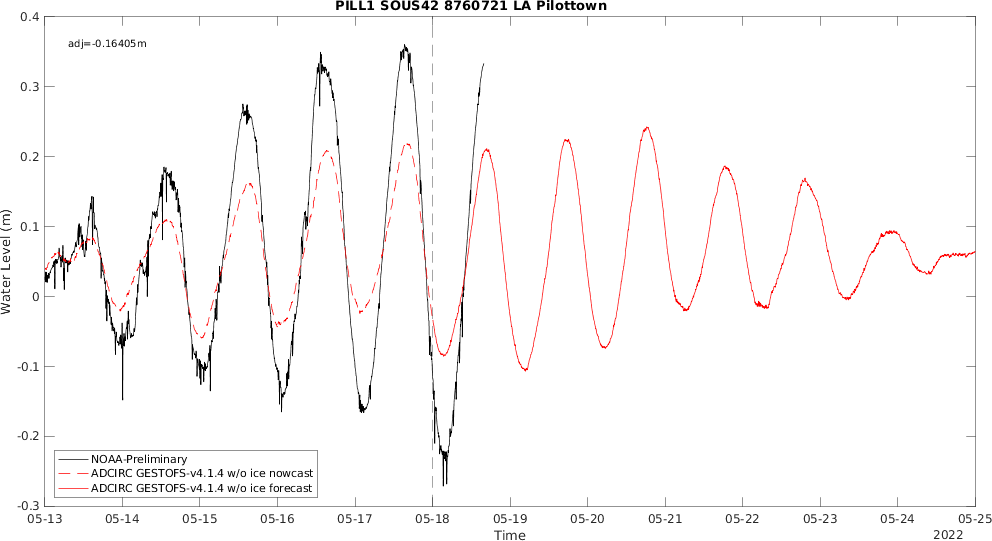 PILL1 SOUS42 8760721 LA Pilottown
adj=-0.16405m
0.4
0.3
0.2
0.1
0
-0.1
-0.2
-0.3
Water Level (m)
NOAA-Preliminary
ADCIRC GESTOFS-v4.1.4 w/o ice nowcast
ADCIRC GESTOFS-v4.1.4 w/o ice forecast
05-13 05-14 05-15 05-16 05-17 05-18 05-19 05-20 05-21 05-22 05-23 05-24 05-25
Time
2022